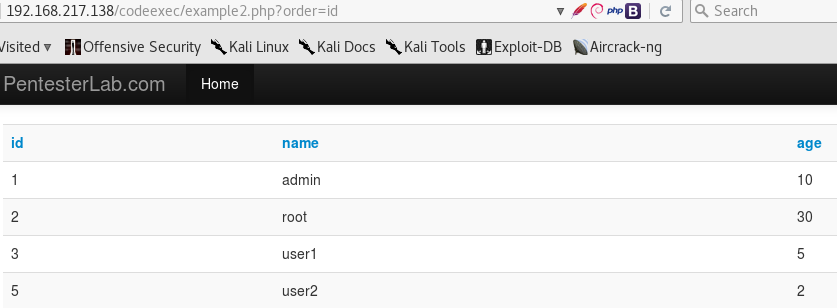 192.168.217.138/codeexec/example2.php?order=id php B Search
Visited Offensive Security Kali Linux Kali Docs Kali Tools Exploit-DB Aircrack-ng
PentesterLab.com Home
id name age
1 admin 10
2 root 30
3 user1 5
5 user2 2